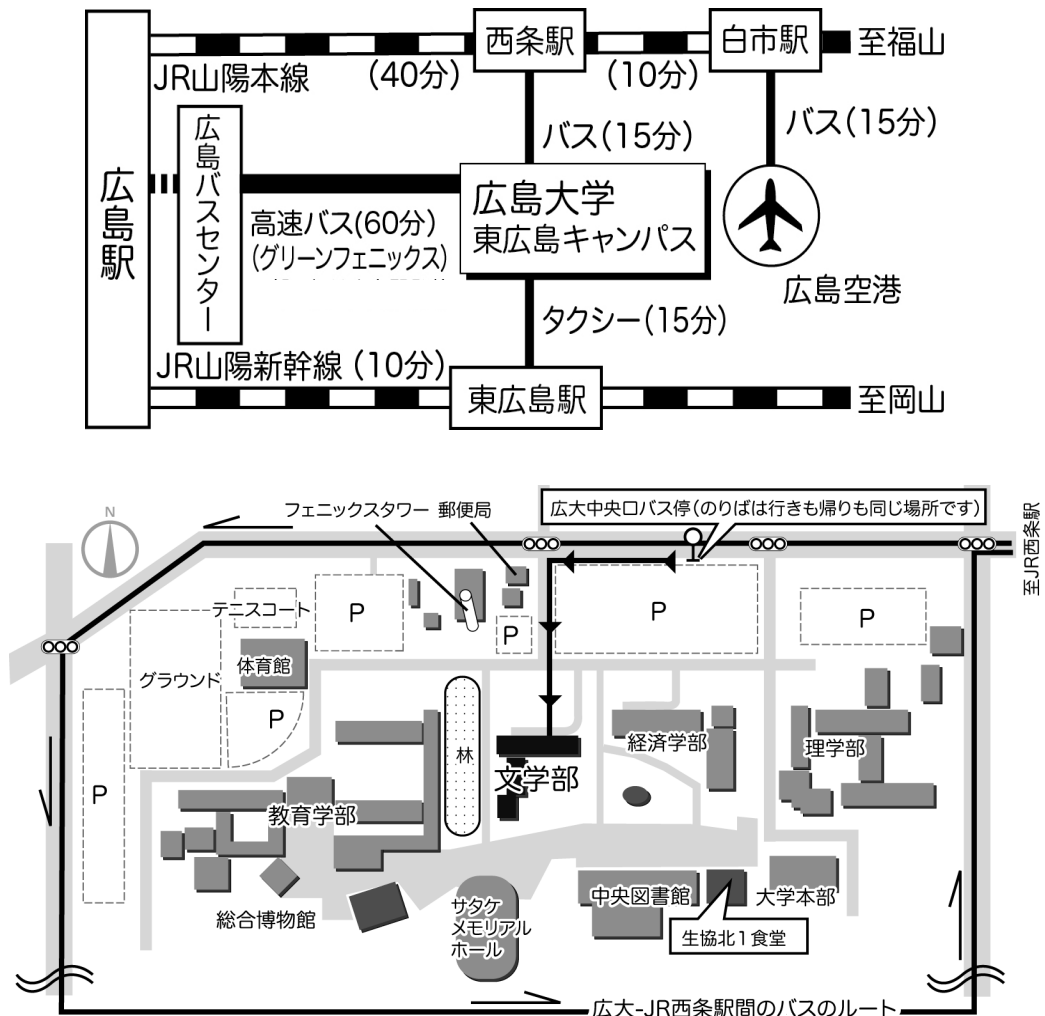 西条駅
白市駅
至福山
JR山陽本線
(40分)
(10分)
広島駅
広島バスセンター
バス(15分)
バス(15分)
広島大学
東広島キャンパス
高速バス(60分)
(グリーンフェニックス)
広島空港
タクシー(15分)
JR山陽新幹線 (10分)
東広島駅
至岡山
N
フェニックスタワー 郵便局
広大中央口バス停(のりばは行きも帰りも同じ場所です)
至JR西条駅
テニスコート
P
P
P
P
体育館
グラウンド
P
P
林
文学部
経済学部
理学部
教育学部
総合博物館
サタケ
メモリアル
ホール
中央図書館
大学本部
生協北1食堂
広大-JR西条駅間のバスのルート